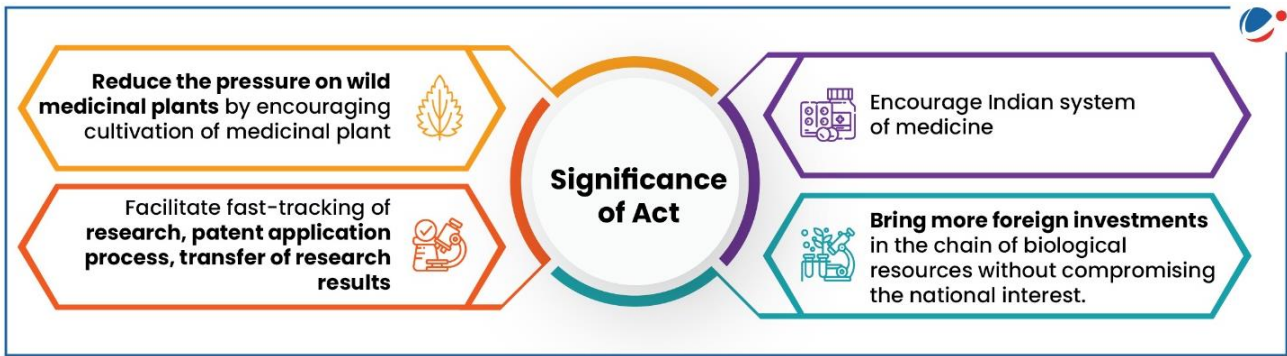 Reduce the pressure on wild
medicinal plants by encouraging
cultivation of medicinal plant
Facilitate fast-tracking of
research, patent application
process, transfer of research
results
Significance
of Act
Encourage Indian system
of medicine
Bring more foreign investments
in the chain of biological
resources without compromising
the national interest.